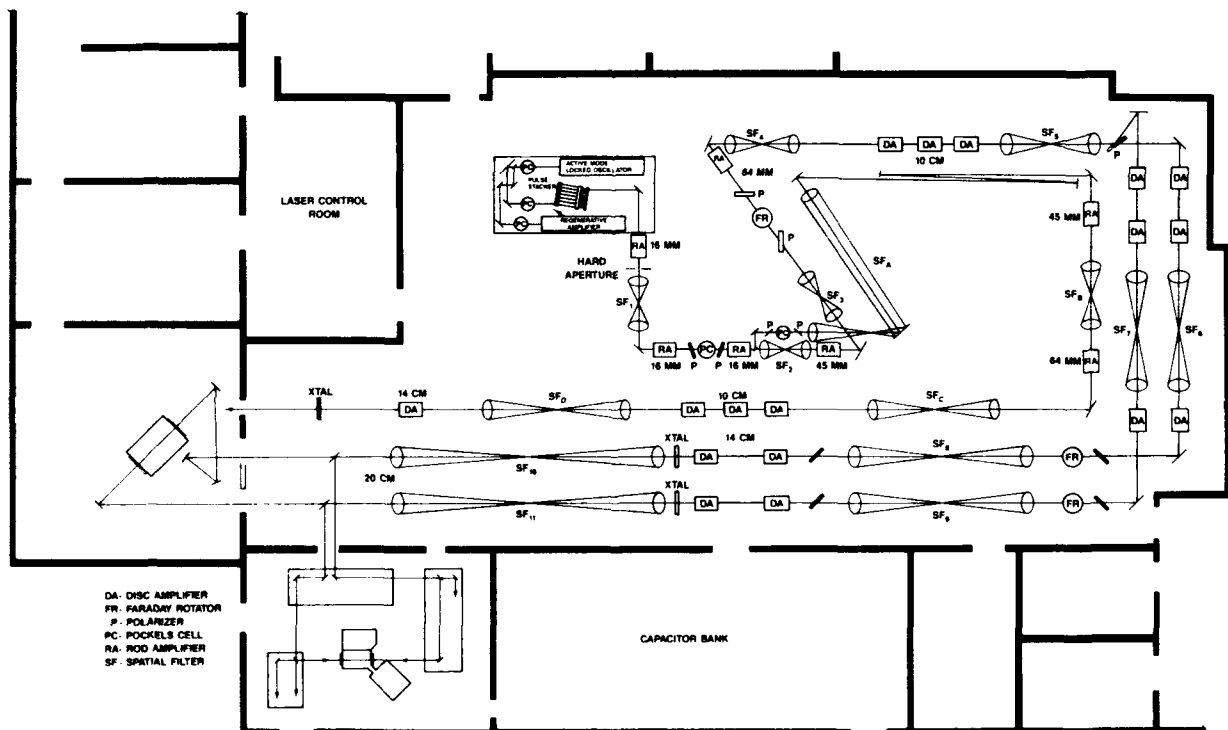 SF4
SF5
DA DA DA
10 CM
P
RA
64 MM
P
PC
ACTIVE MODE
LOCKED OSCILLATOR
PULSE
STACKER
PC
PC
REGENERATIVE
AMPLIFIER
LASER CONTROL
ROOM
FR
P
DA DA
45 MM RA
DA DA
RA 16 MM
HARD
APERTURE
SFA
SF1
SF3
SFB
SF7
SF6
P PC P
RA PC RA
SF2
RA
16 MM P P 16 MM
45 MM
64 MM RA
XTAL
14 CM
DA
SFD
10 CM
DA DA DA
SFC
DA DA
XTAL
14 CM
SF8
SF10
DA DA
FR
20 CM
XTAL
SF11
DA DA
SF9
FR
DA- DISC AMPLIFIER
FR- FARADAY ROTATOR
P- POLARIZER
PC- POCKELS CELL
RA- ROD AMPLIFIER
SF- SPATIAL FILTER
CAPACITOR BANK